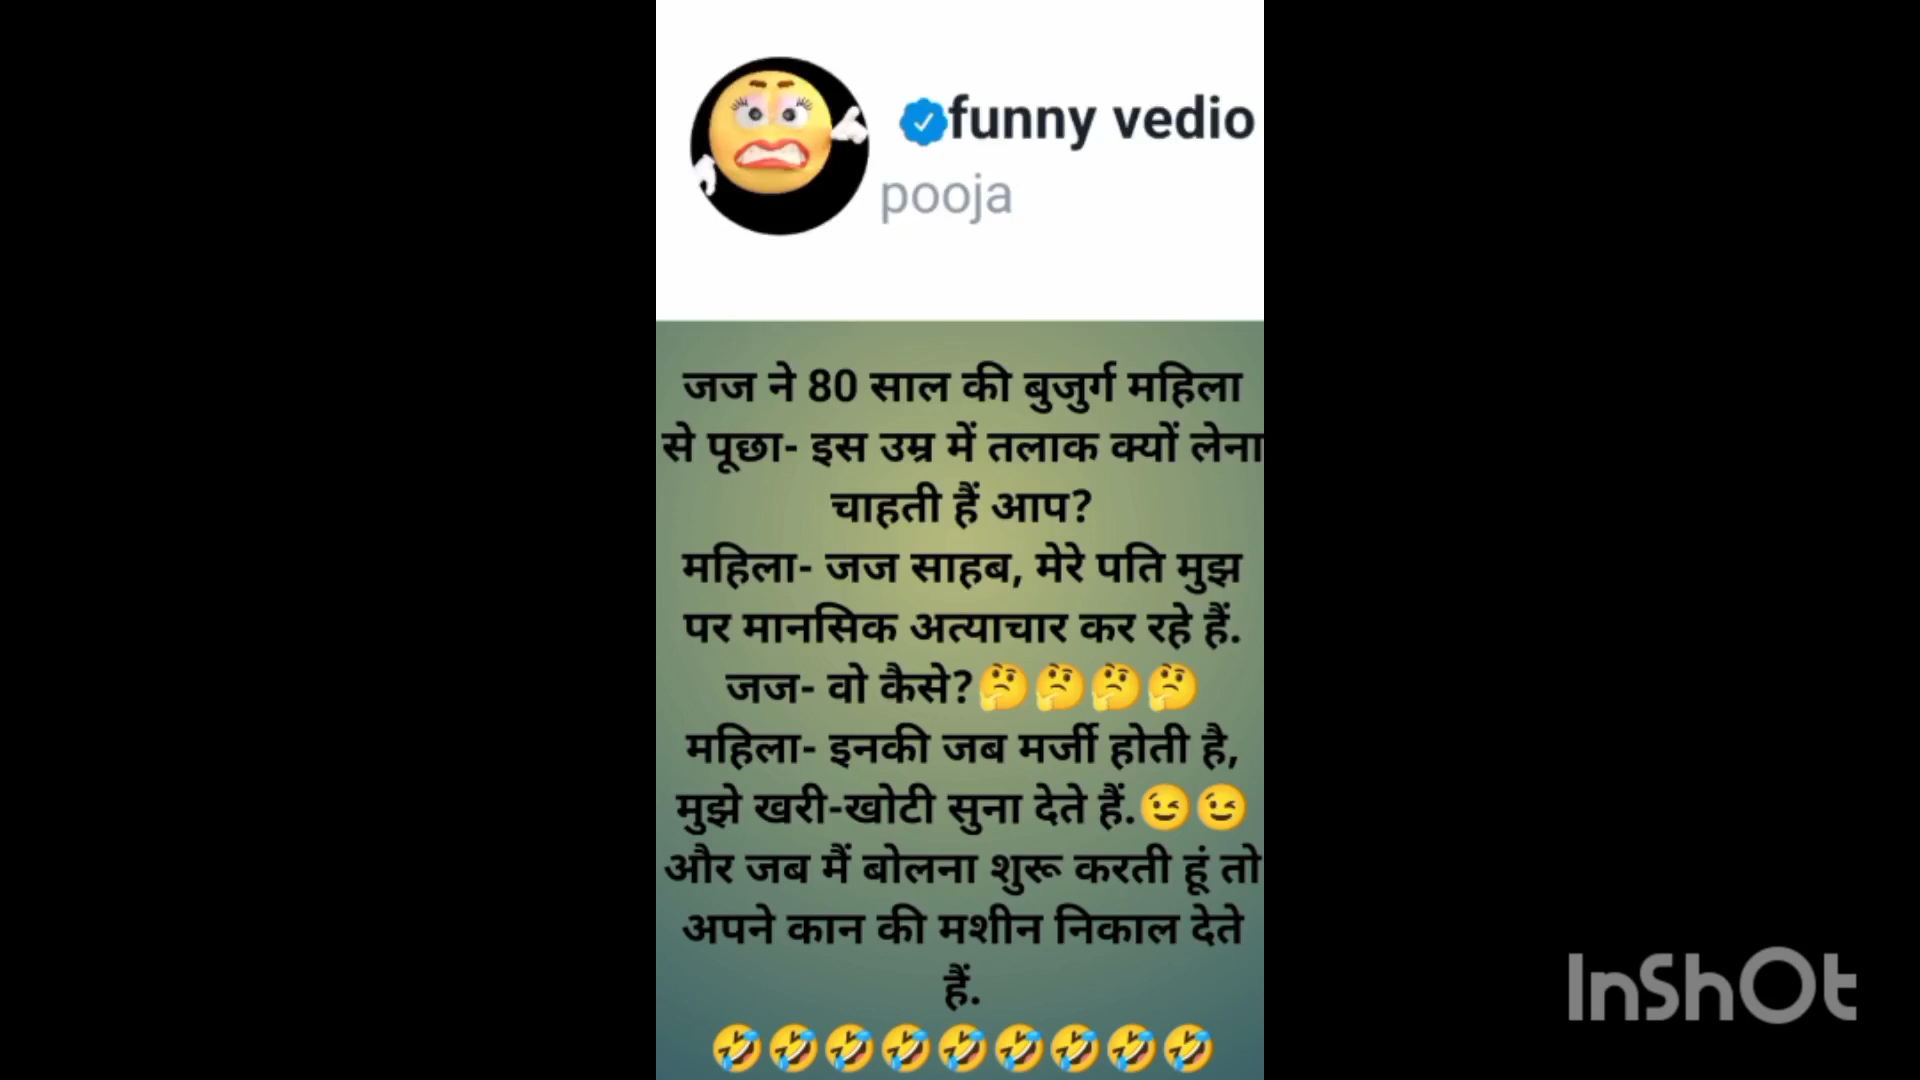 funny vedio
pooja
जज ने 80 साल की बुजुर्ग महिला
से पूछा- इस उम्र में तलाक क्यों लेना
चाहती हैं आप?
महिला- जज साहब, मेरे पति मुझ
पर मानसिक अत्याचार कर रहे हैं.
जज- वो कैसे?🤔🤔🤔🤔
महिला- इनकी जब मर्जी होती है,
मुझे खरी-खोटी सुना देते हैं.😉😉
और जब मैं बोलना शुरू करती हूं तो
अपने कान की मशीन निकाल देते
हैं.
🤣🤣🤣🤣🤣🤣🤣🤣🤣
InShOt